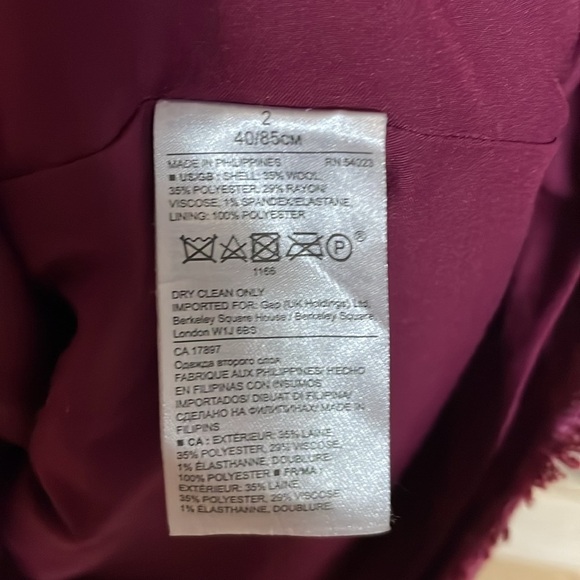 2
40/85CM
MADE IN PHILIPPINES RN 54023
■ US/GB : SHELL: 35% WOOL,
35% POLYESTER, 29% RAYON/
VISCOSE, 1% SPANDEX/ELASTANE,
LINING: 100% POLYESTER
P®
1166
DRY CLEAN ONLY
IMPORTED FOR: Gap (UK Holdings) Ltd,
Berkeley Square House / Berkeley Square
London W1J 6BS
CA 17897
Одежда второго слоя
FABRIQUE AUX PHILIPPINES/ HECHO
EN FILIPINAS CON INSUMOS
IMPORTADOS/ DIBUAT DI FILIPINA/
СДЕЛАНО НА ФИЛИПИНАХ/ MADE IN
FILIPINS
■ CA : EXTÉRIEUR: 35% LAINE,
35% POLYESTER, 29% VISCOSE,
1% ÉLASTHANNE, DOUBLURE:
100% POLYESTER ■ FR/MA :
EXTÉRIEUR: 35% LAINE,
35% POLYESTER, 29% VISCOSE,
1% ÉLASTHANNE, DOUBLURE: